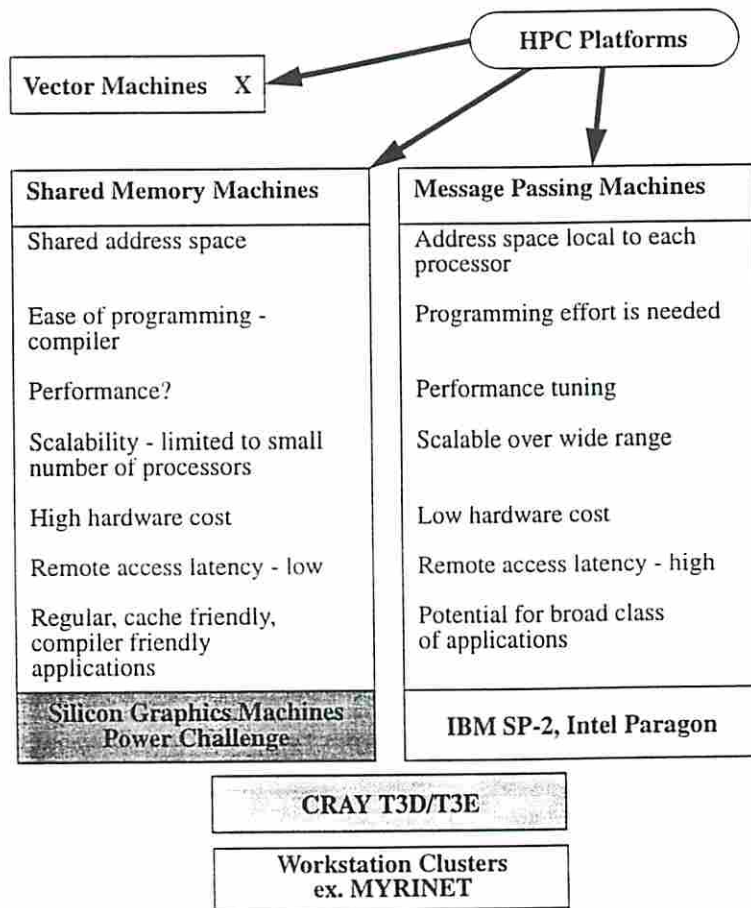 HPC Platforms
Vector Machines X
Shared Memory Machines
Shared address space
Ease of programming -
compiler
Performance?
Scalability - limited to small
number of processors
High hardware cost
Remote access latency - low
Regular, cache friendly,
compiler friendly
applications
Silicon Graphics Machines
Power Challenge
Message Passing Machines
Address space local to each
processor
Programming effort is needed
Performance tuning
Scalable over wide range
Low hardware cost
Remote access latency - high
Potential for broad class
of applications
IBM SP-2, Intel Paragon
CRAY T3D/T3E
Workstation Clusters
ex. MYRINET